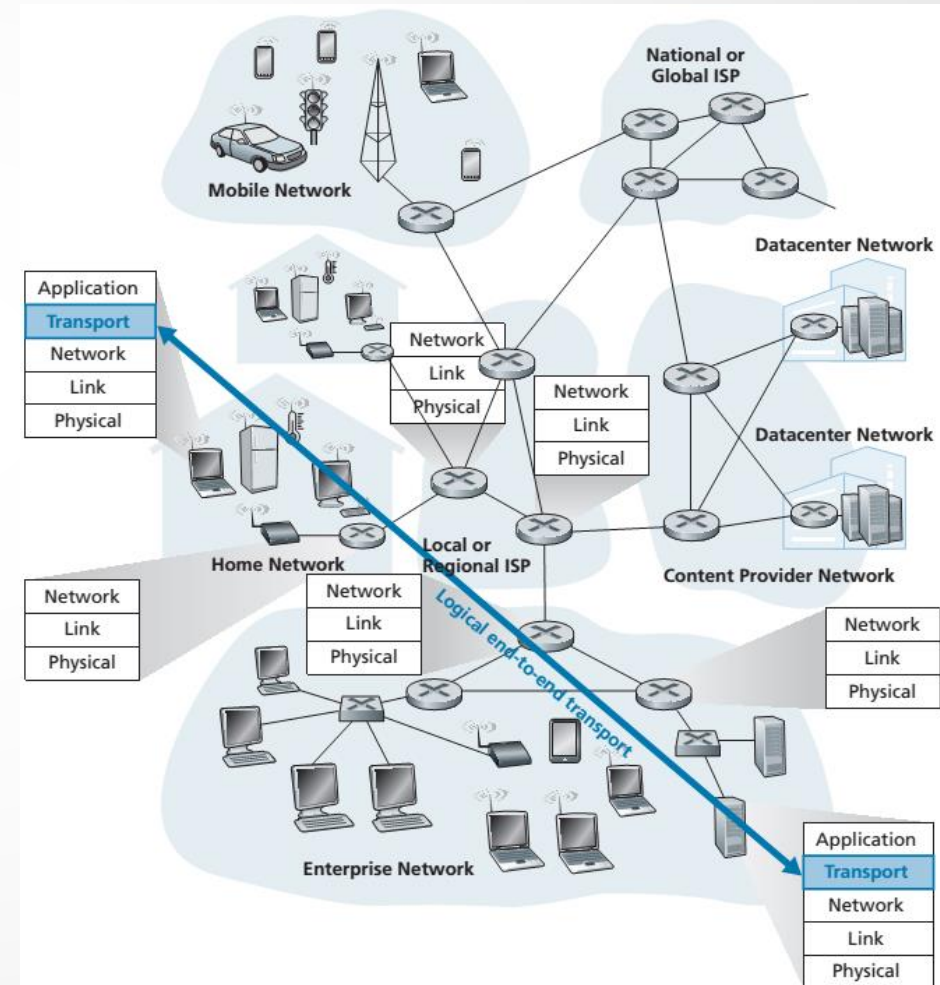 National or
Global ISP
Mobile Network
Datacenter Network
Application
Transport
Network
Link
Physical
Network
Link
Physical
Network
Link
Physical
Datacenter Network
Home Network
Local or
Regional ISP
Content Provider Network
Network
Link
Physical
Network
Link
Physical
Logical end-to-end transport
Network
Link
Physical
Enterprise Network
Application
Transport
Network
Link
Physical